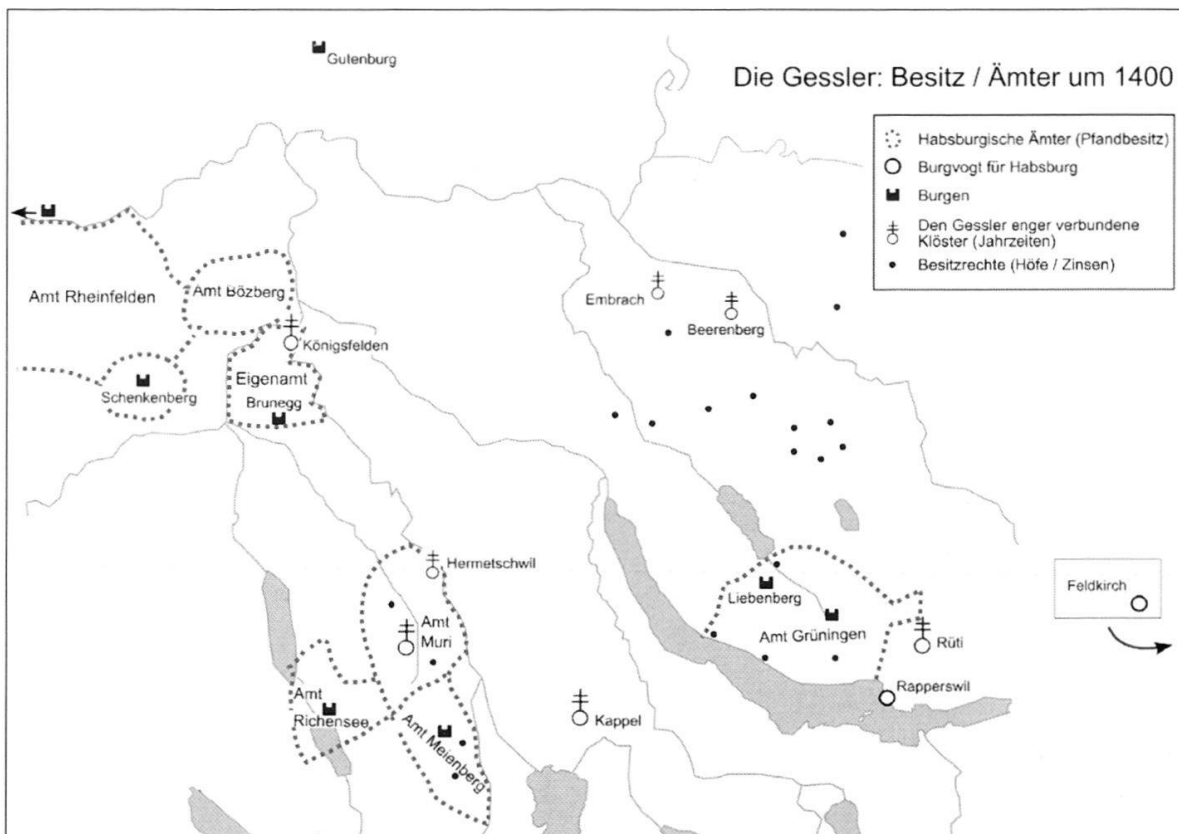 Gutenburg
Die Gessler: Besitz / Ämter um 1400
Habsburgische Ämter (Pfandbesitz)
Burgvogt für Habsburg
Burgen
Den Gessler enger verbundene
Klöster (Jahrzeiten)
Besitzrechte (Höfe / Zinsen)
Amt Rheinfelden
Amt Bözberg
Embrach
Beerenberg
Königsfelden
Schenkenberg
Eigenamt
Brunegg
Hermetschwil
Amt
Muri
Liebenberg
Amt Grüningen
Rüti
Feldkirch
Rapperswil
Amt
Richensee
Amt Meienberg
Kappel